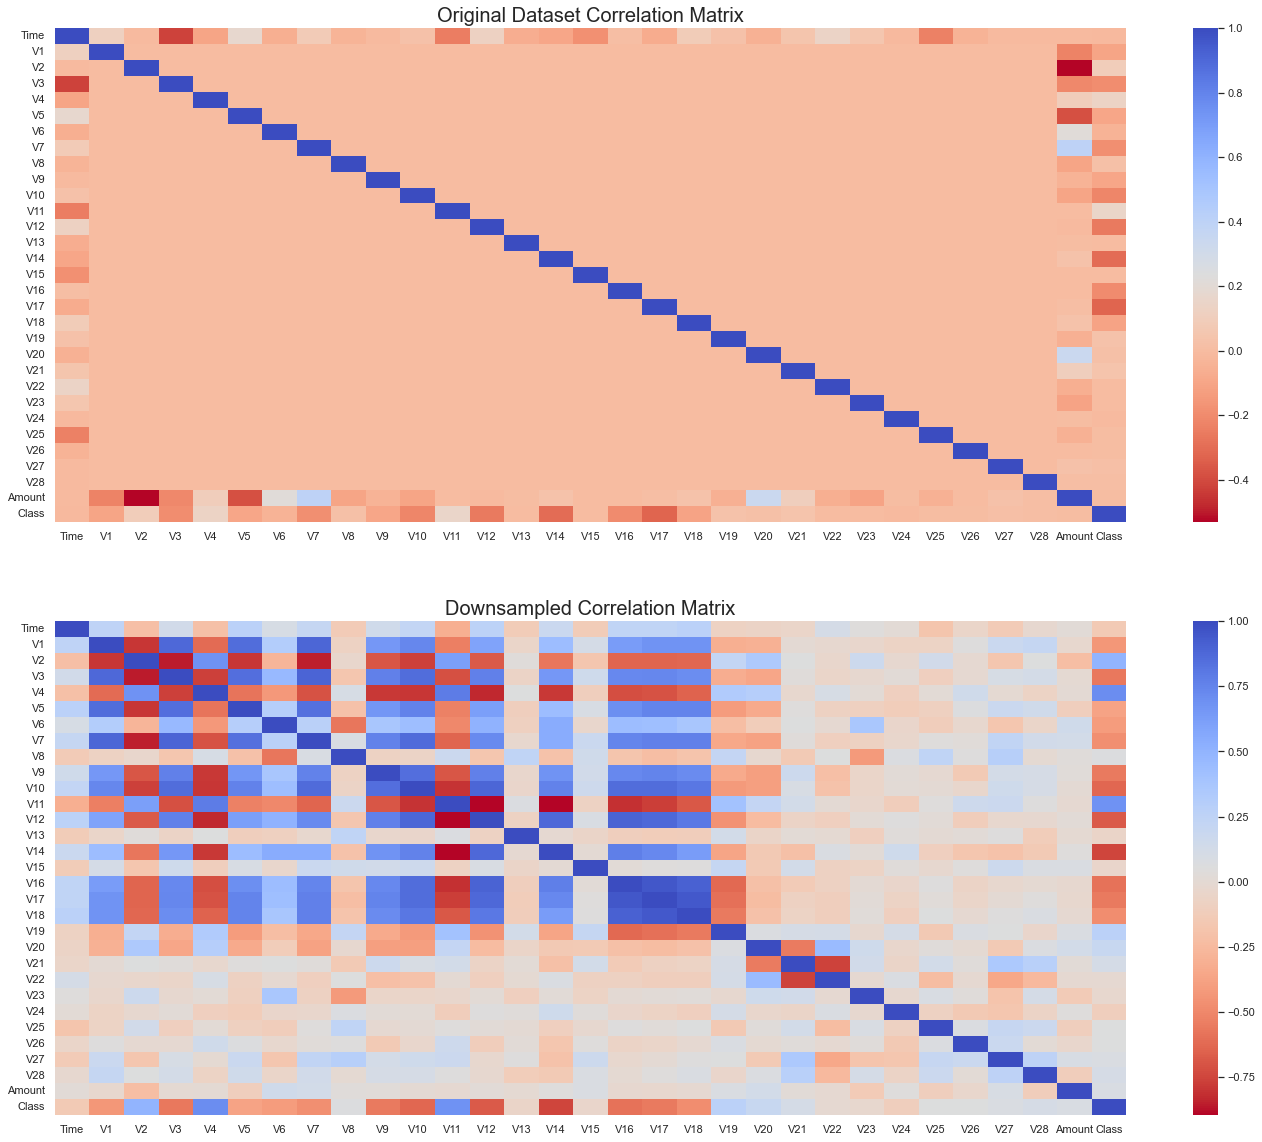 Original Dataset Correlation Matrix
Time
V1
V2
V3
V4
V5
V6
V7
V8
V9
V10
V11
V12
V13
V14
V15
V16
V17
V18
V19
V20
V21
V22
V23
V24
V25
V26
V27
V28
Amount
Class
Time V1 V2 V3 V4 V5 V6 V7 V8 V9 V10 V11 V12 V13 V14 V15 V16 V17 V18 V19 V20 V21 V22 V23 V24 V25 V26 V27 V28 Amount Class
1.0
0.8
0.6
0.4
0.2
0.0
−0.2
−0.4
Downsampled Correlation Matrix
Time
V1
V2
V3
V4
V5
V6
V7
V8
V9
V10
V11
V12
V13
V14
V15
V16
V17
V18
V19
V20
V21
V22
V23
V24
V25
V26
V27
V28
Amount
Class
Time V1 V2 V3 V4 V5 V6 V7 V8 V9 V10 V11 V12 V13 V14 V15 V16 V17 V18 V19 V20 V21 V22 V23 V24 V25 V26 V27 V28 Amount Class
1.00
0.75
0.50
0.25
0.00
−0.25
−0.50
−0.75